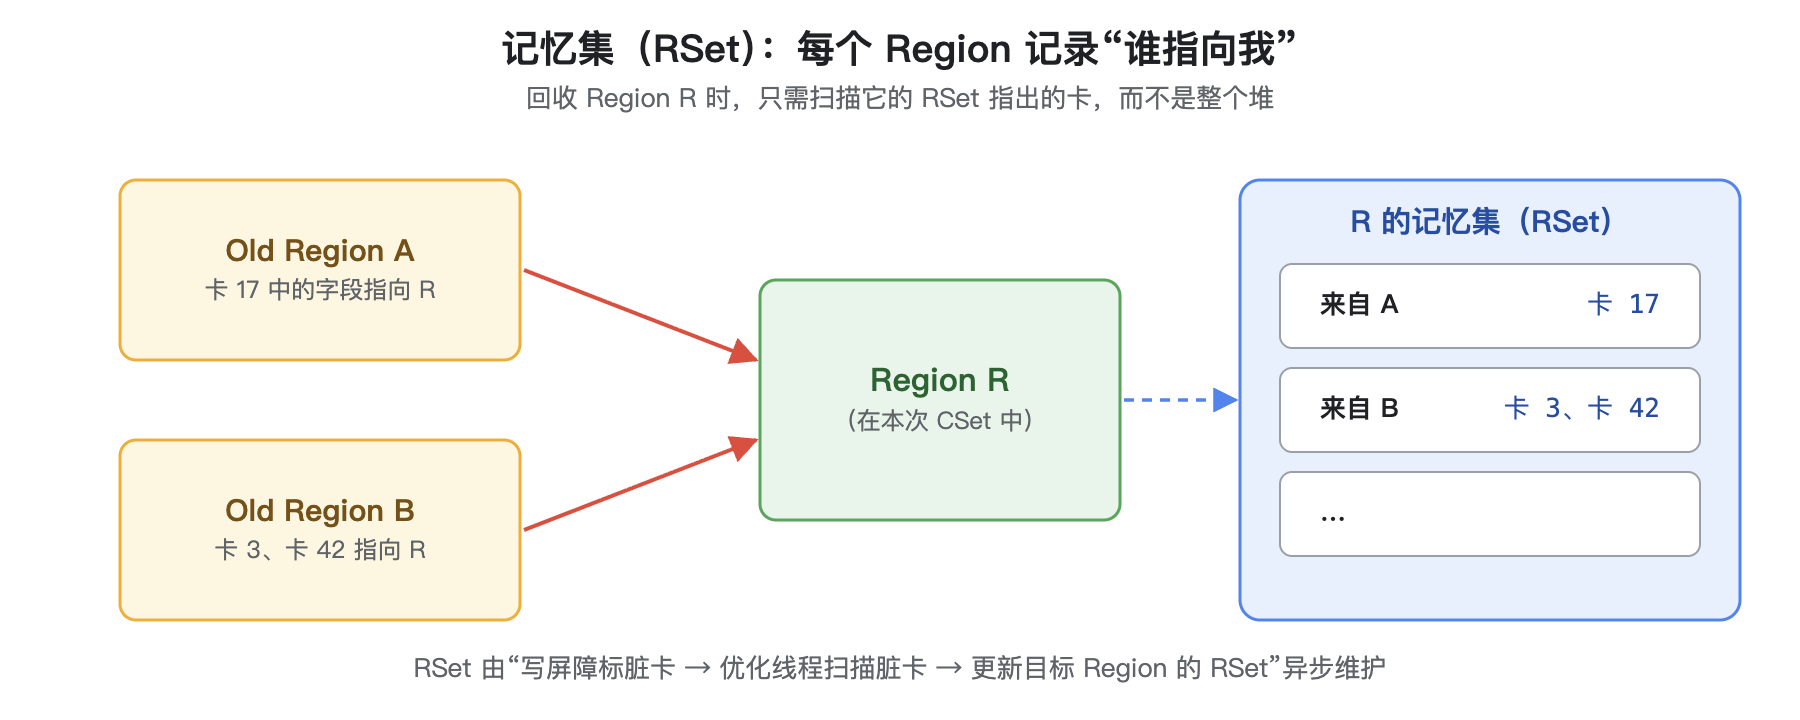 记忆集（RSet）：每个 Region 记录“谁指向我”
回收 Region R 时，只需扫描它的 RSet 指出的卡，而不是整个堆
Old Region A
卡 17 中的字段指向 R
Old Region B
卡 3、卡 42 指向 R
Region R
(在本次 CSet 中)
R 的记忆集（RSet）
来自 A 卡 17
来自 B 卡 3、卡 42
...
RSet 由“写屏障标脏卡 → 优化线程扫描脏卡 → 更新目标 Region 的 RSet”异步维护